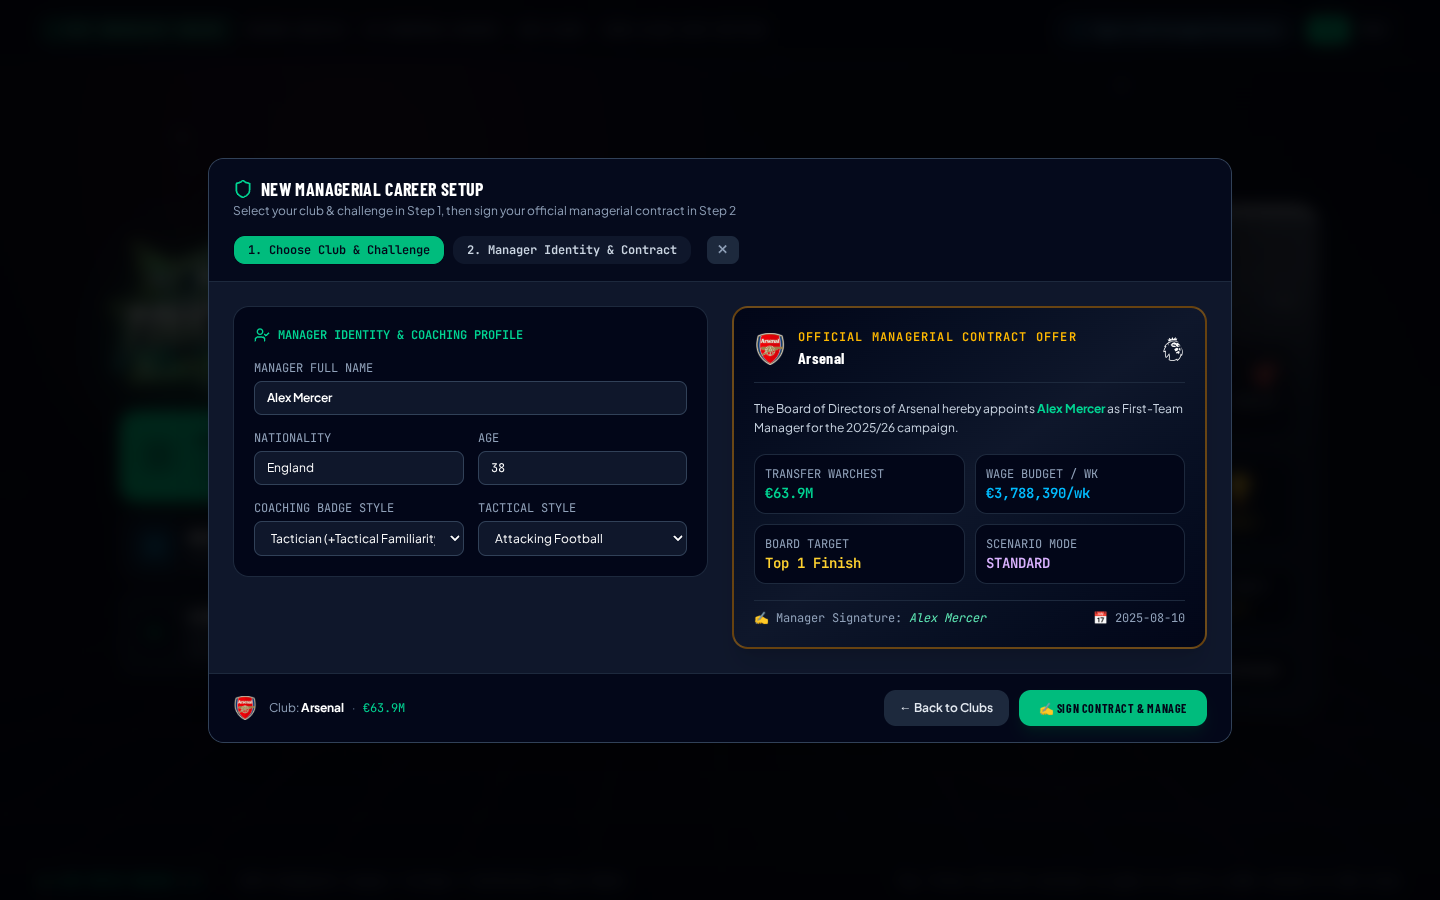 NEW MANAGERIAL CAREER SETUP
Select your club & challenge in Step 1, then sign your official managerial contract in Step 2
1. Choose Club & Challenge
2. Manager Identity & Contract
✕
MANAGER IDENTITY & COACHING PROFILE
MANAGER FULL NAME
Alex Mercer
NATIONALITY
AGE
England
38
COACHING BADGE STYLE
TACTICAL STYLE
Tactician (+Tactical Familiarity
Attacking Football
Arsenal
OFFICIAL MANAGERIAL CONTRACT OFFER
Arsenal
The Board of Directors of Arsenal hereby appoints Alex Mercer as First-Team
Manager for the 2025/26 campaign.
TRANSFER WARCHEST
€63.9M
WAGE BUDGET / WK
€3,788,390/wk
BOARD TARGET
Top 1 Finish
SCENARIO MODE
STANDARD
✍️ Manager Signature: Alex Mercer
📅 2025-08-10
Arsenal
Club: Arsenal · €63.9M
← Back to Clubs
✍️ SIGN CONTRACT & MANAGE